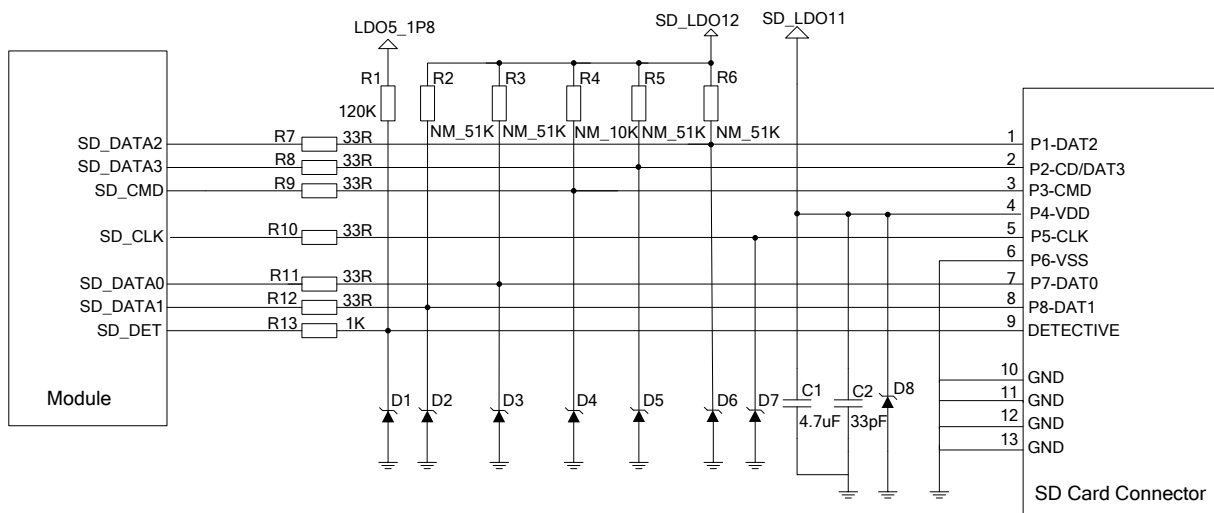 LDO5_1P8
SD_LDO12
SD_LDO11
R1
R2
R3
R4
R5
R6
120K
NM_51K
NM_51K
NM_10K
NM_51K
NM_51K
SD_DATA2
R7
33R
1
P1-DAT2
SD_DATA3
R8
33R
2
P2-CD/DAT3
SD_CMD
R9
33R
3
P3-CMD
4
P4-VDD
SD_CLK
R10
33R
5
P5-CLK
6
P6-VSS
SD_DATA0
R11
33R
7
P7-DAT0
SD_DATA1
R12
33R
8
P8-DAT1
SD_DET
R13
1K
9
DETECTIVE
10
GND
11
GND
12
GND
13
GND
Module
D1
D2
D3
D4
D5
D6
D7
C1
C2
D8
4.7uF
33pF
SD Card Connector